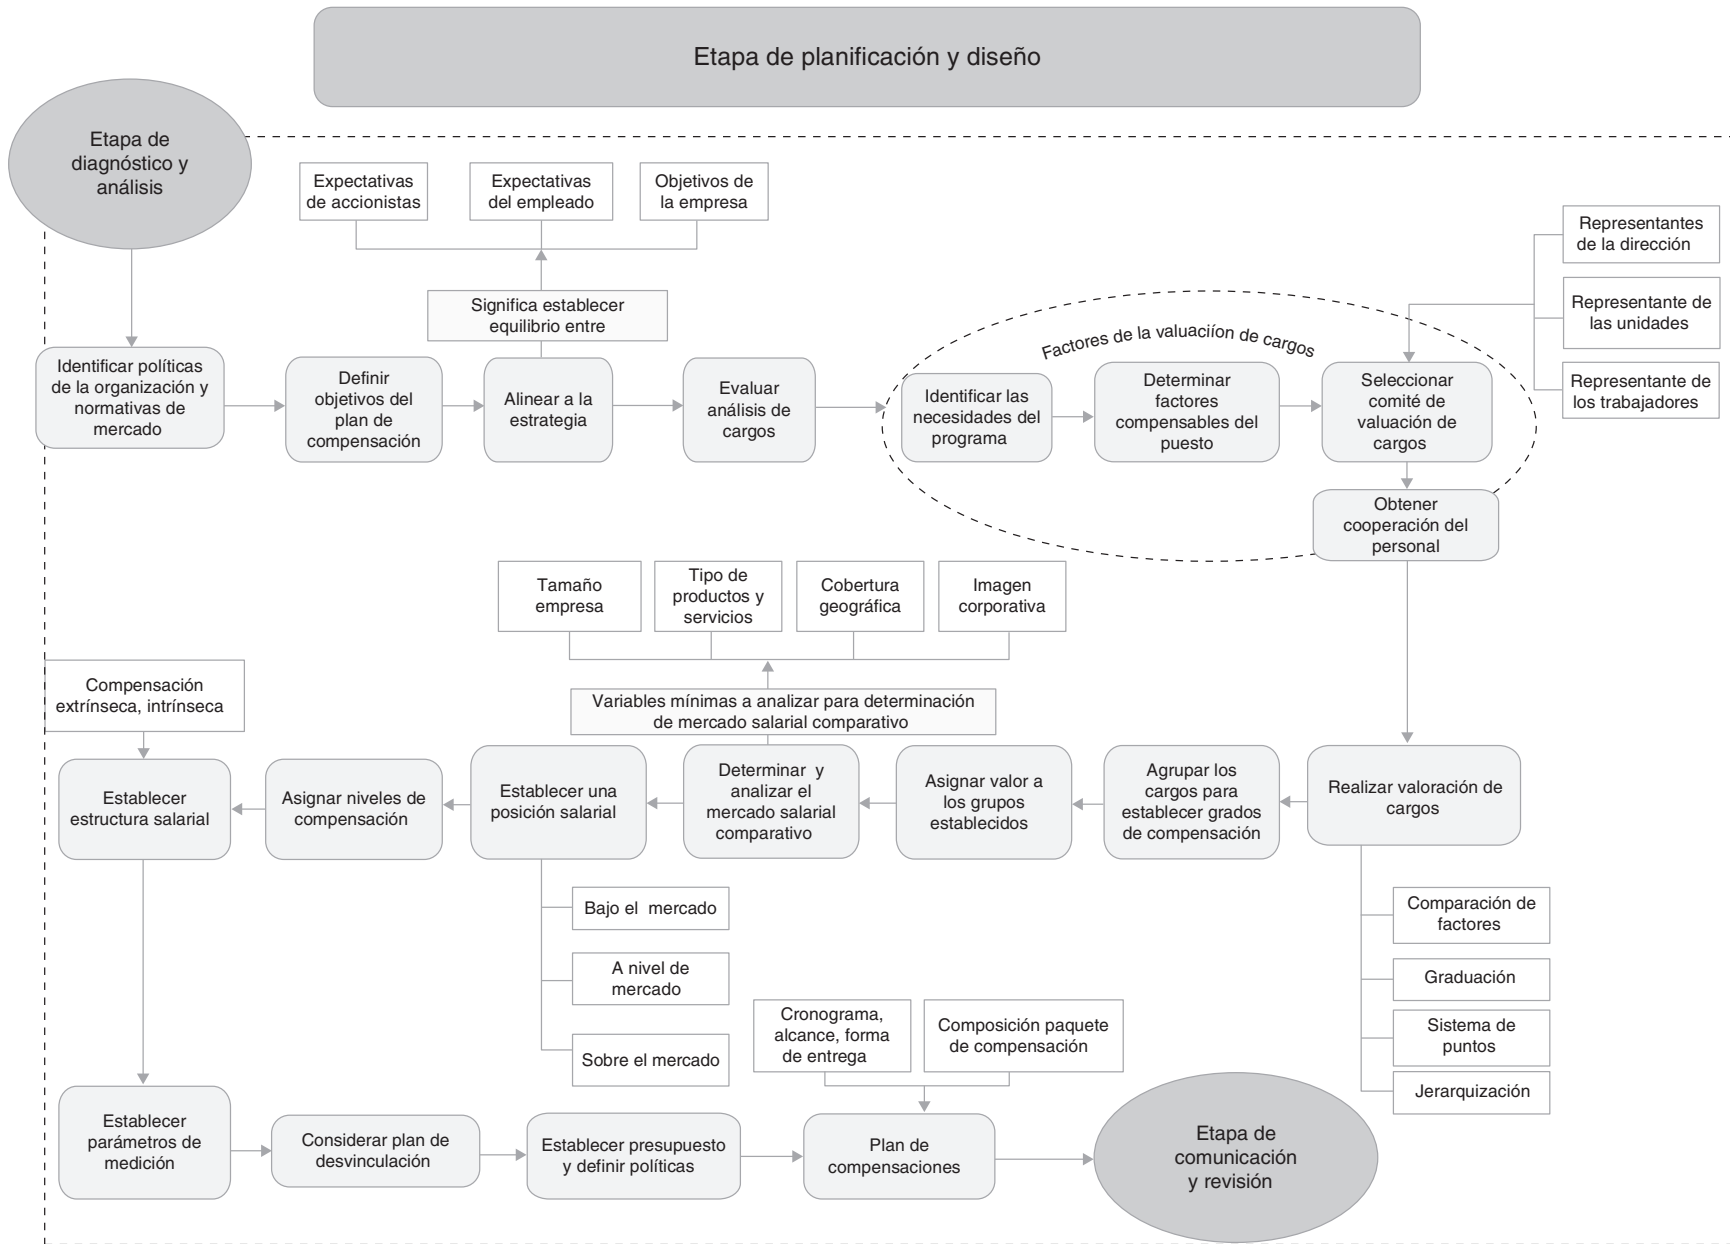 Etapa de planificación y diseño
Etapa de
diagnóstico y
análisis
Expectativas
de accionistas
Expectativas
del empleado
Objetivos de
la empresa
Representantes
de la dirección
Significa establecer
equilibrio entre
Representante de
las unidades
Factores de la valuaciíon de cargos
Identificar políticas
de la organización y
normativas de
mercado
Definir
objetivos del
plan de
compensación
Alinear a la
estrategia
Evaluar
análisis de
cargos
Identificar las
necesidades del
programa
Determinar
factores
compensables del
puesto
Seleccionar
comité de
valuación de
cargos
Representante de
los trabajadores
Obtener
cooperación del
personal
Tamaño
empresa
Tipo de
productos y
servicios
Cobertura
geográfica
Imagen
corporativa
Compensación
extrínseca, intrínseca
Variables mínimas a analizar para determinación
de mercado salarial comparativo
Establecer
estructura salarial
Asignar niveles de
compensación
Establecer una
posición salarial
Determinar y
analizar el
mercado salarial
comparativo
Asignar valor a
los grupos
establecidos
Agrupar los
cargos para
establecer grados
de compensación
Realizar valoración de
cargos
Bajo el mercado
A nivel de
mercado
Sobre el mercado
Comparación de
factores
Graduación
Sistema de
puntos
Jerarquización
Cronograma,
alcance, forma
de entrega
Composición paquete
de compensación
Establecer
parámetros de
medición
Considerar plan de
desvinculación
Establecer presupuesto
y definir políticas
Plan de
compensaciones
Etapa de
comunicación
y revisión